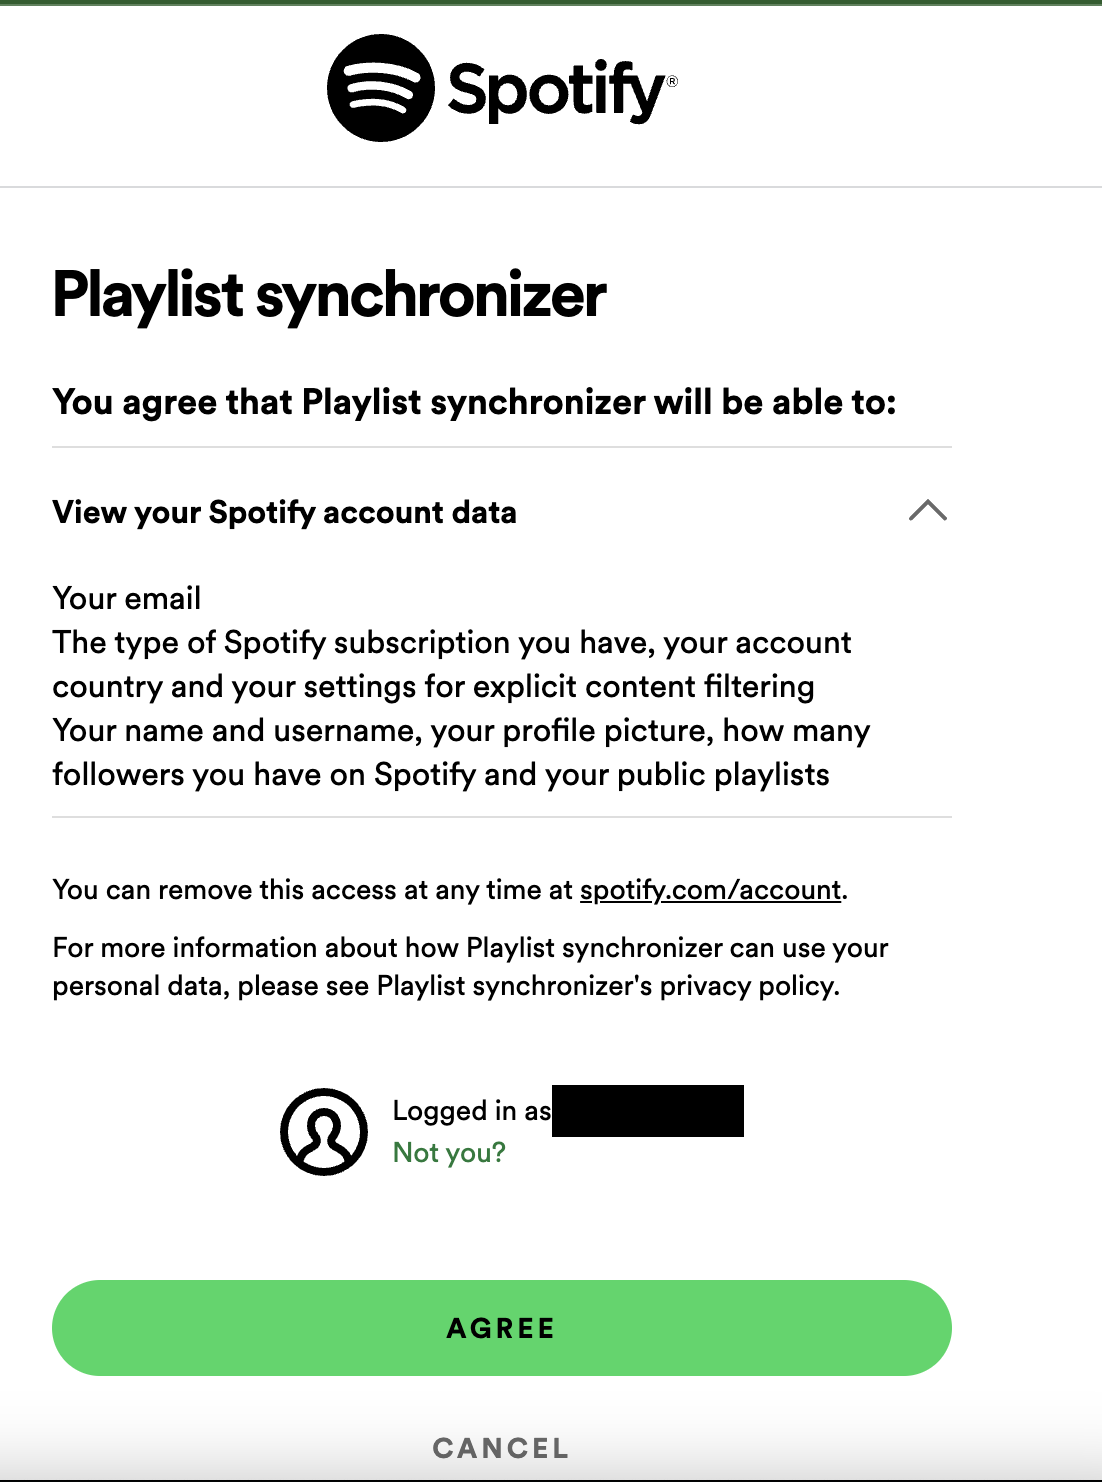 Spotify®
Playlist synchronizer
You agree that Playlist synchronizer will be able to:
View your Spotify account data
Your email
The type of Spotify subscription you have, your account
country and your settings for explicit content filtering
Your name and username, your profile picture, how many
followers you have on Spotify and your public playlists
You can remove this access at any time at spotify.com/account.
For more information about how Playlist synchronizer can use your
personal data, please see Playlist synchronizer's privacy policy.
Logged in as
Not you?
AGREE
CANCEL